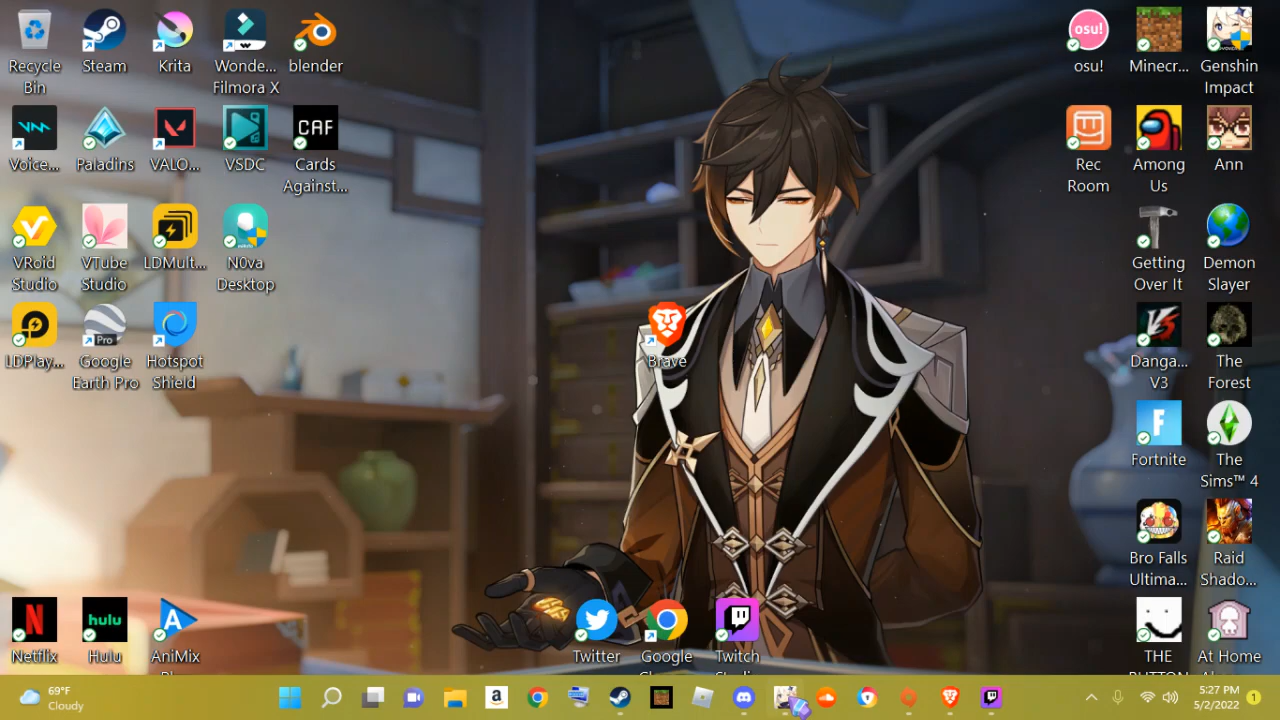 Recycle
Bin
Steam
Krita
Wonde...
Filmora X
blender
osu!
osu!
Minecr...
Genshin
Impact
Voice...
Paladins
VALO...
VSDC
CAF
Cards
Against...
Rec
Room
Among
Us
Ann
VRoid
Studio
VTube
Studio
LDMult...
N0va
Desktop
Getting
Over It
Demon
Slayer
LDPlay...
Pro
Google
Earth Pro
Hotspot
Shield
Brave
Danga...
V3
The
Forest
Fortnite
The
Sims™ 4
Bro Falls
Ultima...
Raid
Shado...
hulu
Netflix
Hulu
AniMix
Twitter
Google
Twitch
THE
At Home
69°F
Cloudy
5:27 PM
5/2/2022
1